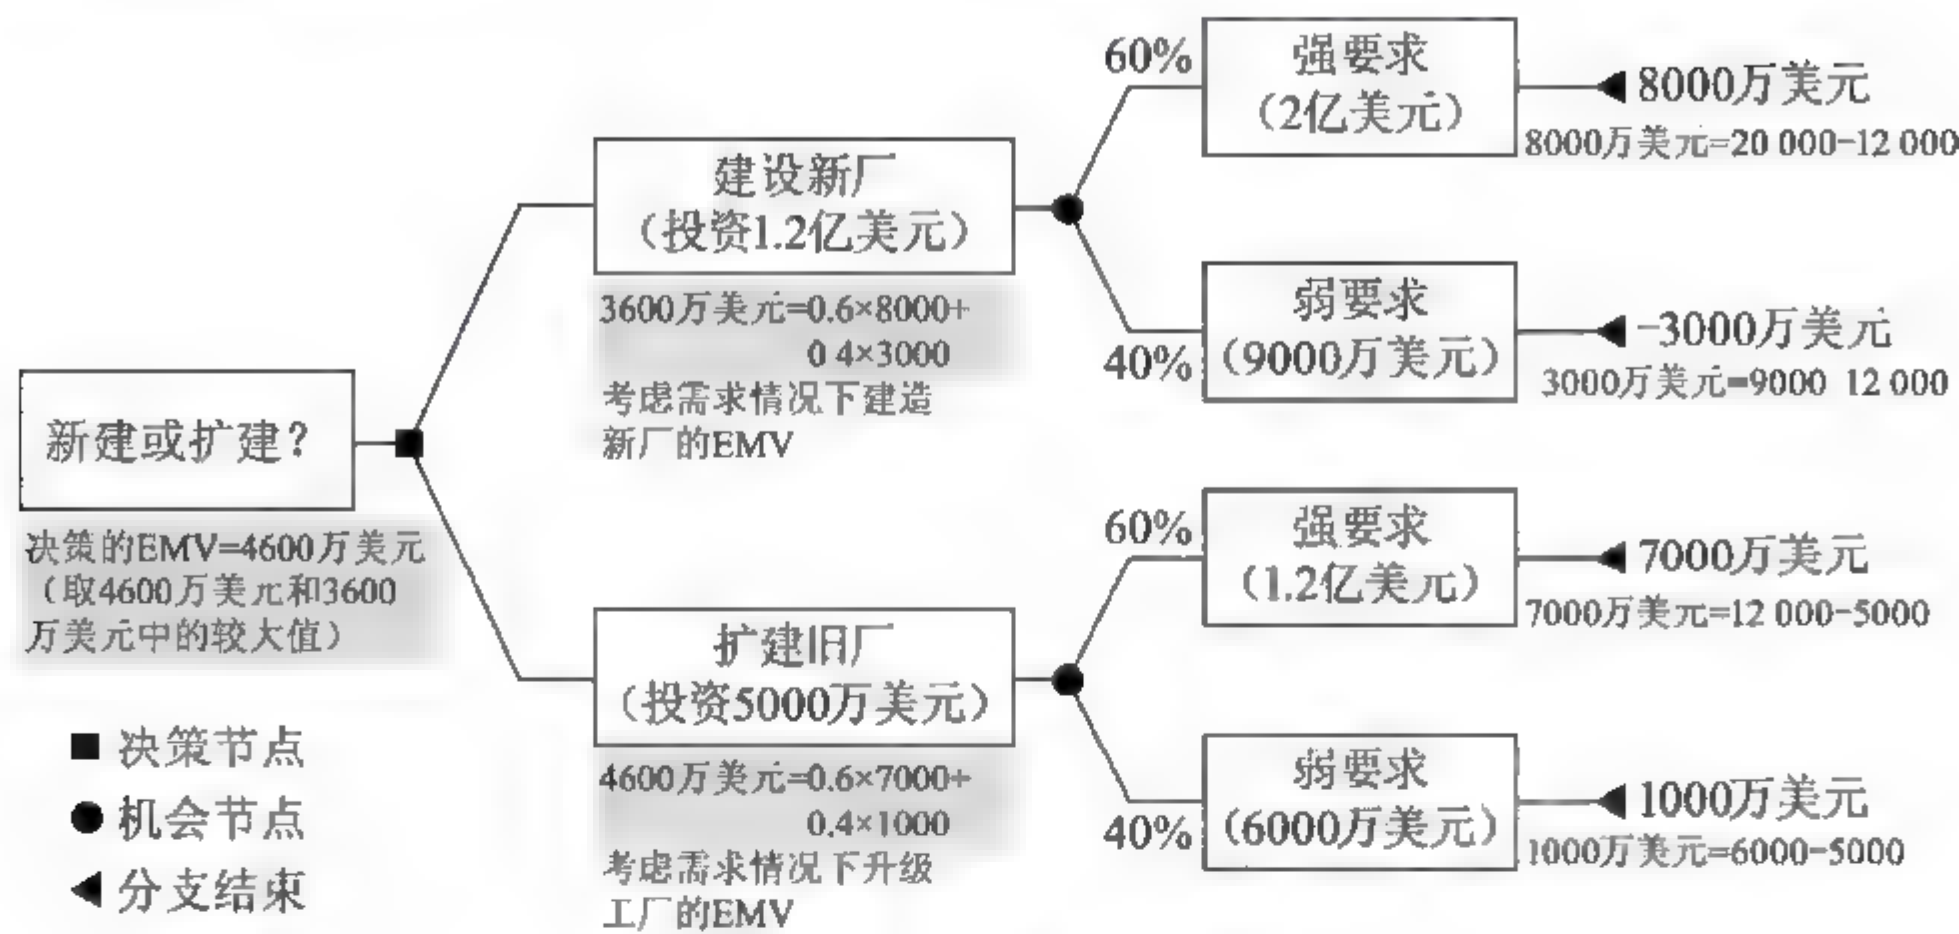 新建或扩建?
决策的EMV=4600万美元
（取4600万美元和3600
万美元中的较大值）
建设新厂
（投资1.2亿美元）
3600万美元=0.6×8000+
0 4×3000
考虑需求情况下建造
新厂的EMV
60%
强要求
（2亿美元）
8000万美元
8000万美元=20 000-12 000
40%
弱要求
（9000万美元）
-3000万美元
3000万美元=9000 12 000
扩建旧厂
（投资5000万美元）
4600万美元=0.6×7000+
0.4×1000
考虑需求情况下升级
工厂的EMV
60%
强要求
（1.2亿美元）
7000万美元
7000万美元=12 000-5000
40%
弱要求
（6000万美元）
1000万美元
1000万美元=6000-5000
决策节点
机会节点
分支结束